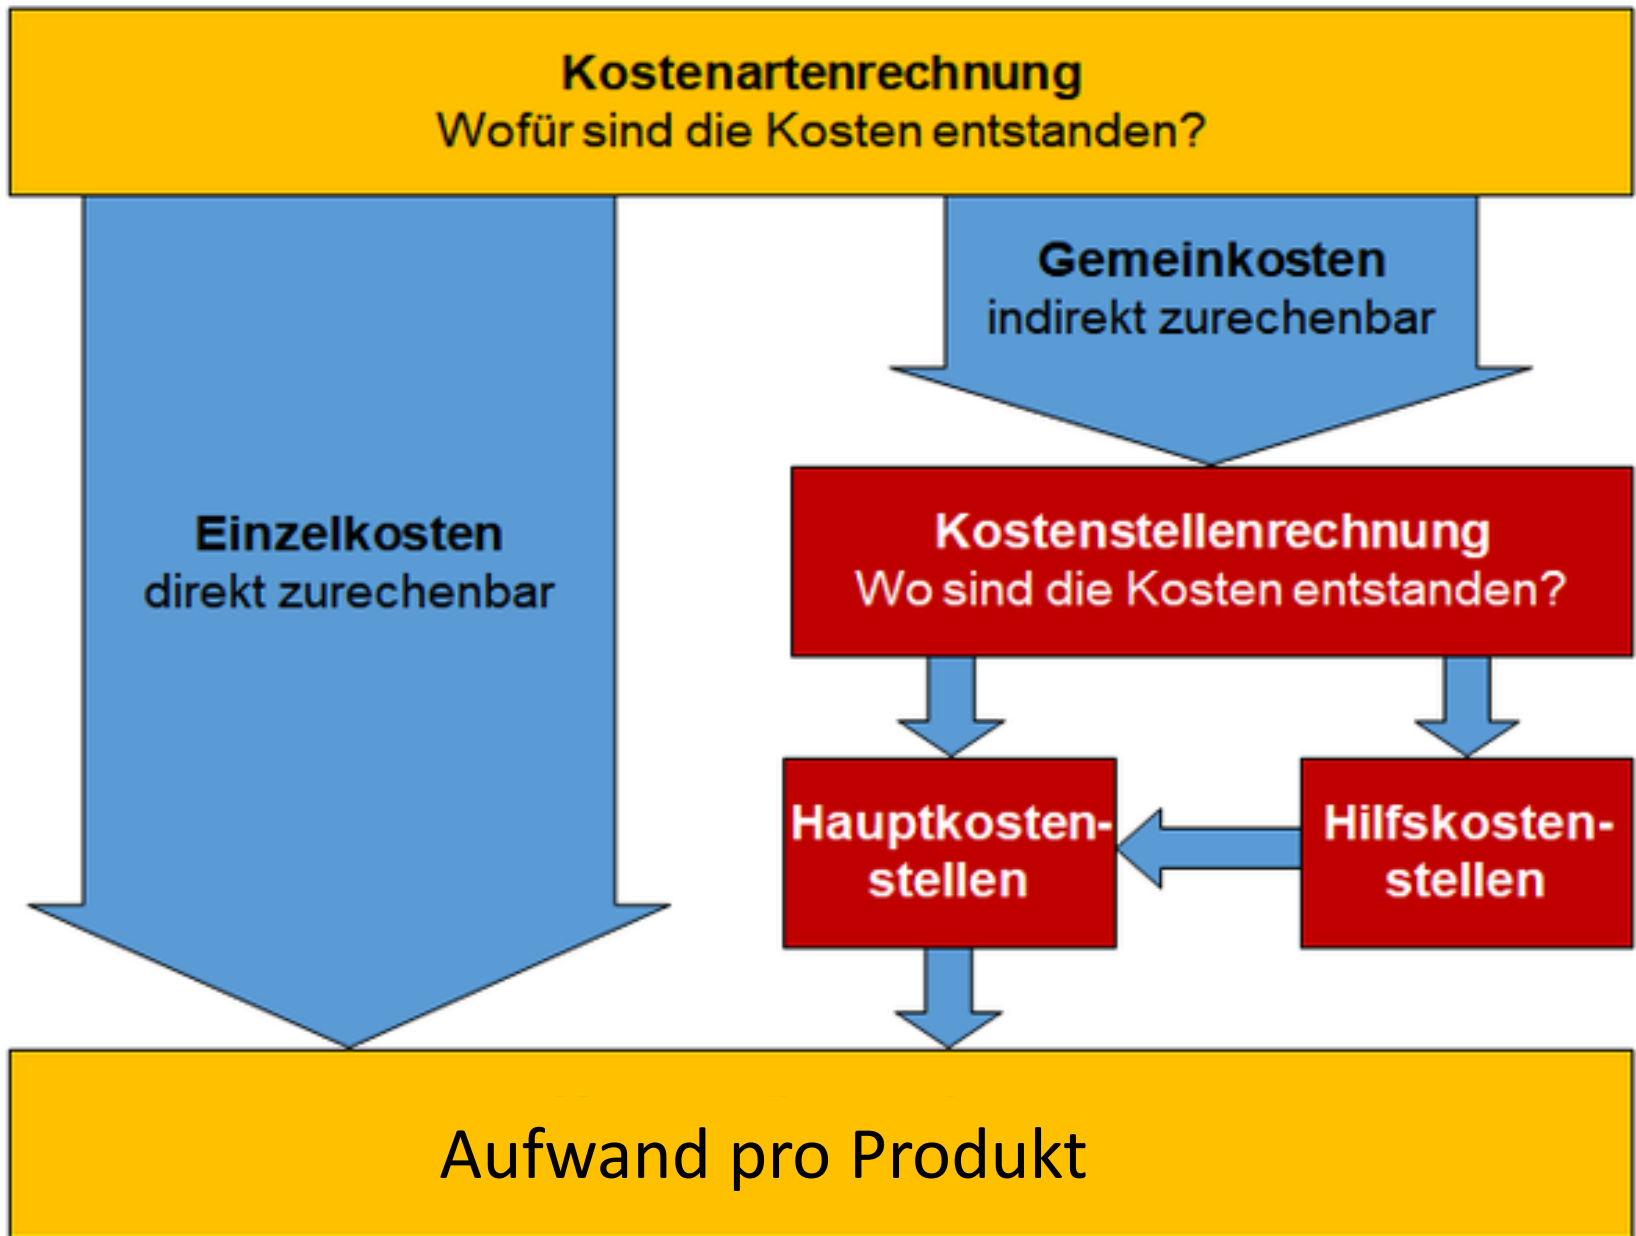 Kostenartenrechnung
Wofür sind die Kosten entstanden?
Gemeinkosten
indirekt zurechenbar
Einzelkosten
direkt zurechenbar
Kostenstellenrechnung
Wo sind die Kosten entstanden?
Hauptkosten-
stellen
Hilfskosten-
stellen
Aufwand pro Produkt